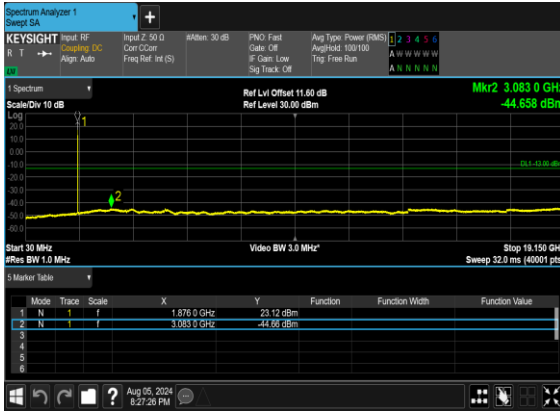 Spectrum Analyzer 1
Swept SA
+
KEYSIGHT Input: RF Input Z: 50 Ω #Atten: 30 dB PNO: Fast Avg Type: Power (RMS) 1 2 3 4 5 6
R T Coupling: DC Corr CCorr Gate: Off Avg|Hold: 100/100 A W W W W W
Align: Auto Freq Ref: Int (S) IF Gain: Low Trig: Free Run
Sig Track: Off A N N N N N
1 Spectrum Ref Lvl Offset 11.60 dB Mkr2 3.083 0 GHz
Scale/Div 10 dB Ref Level 30.00 dBm -44.658 dBm
Log
20.0 1
10.0
0.00
-10.0 DL1 -13.00 dBm
-20.0
-30.0
-40.0 2
-50.0
-60.0
Start 30 MHz Video BW 3.0 MHz* Stop 19.150 GH
#Res BW 1.0 MHz Sweep 32.0 ms (40001 pts
5 Marker Table
Mode Trace Scale X Y Function Function Width Function Value
1 N 1 f 1.876 0 GHz 23.12 dBm
2 N 1 f 3.083 0 GHz -44.66 dBm
3
4
5
6
? Aug 05, 2024
8:27:26 PM